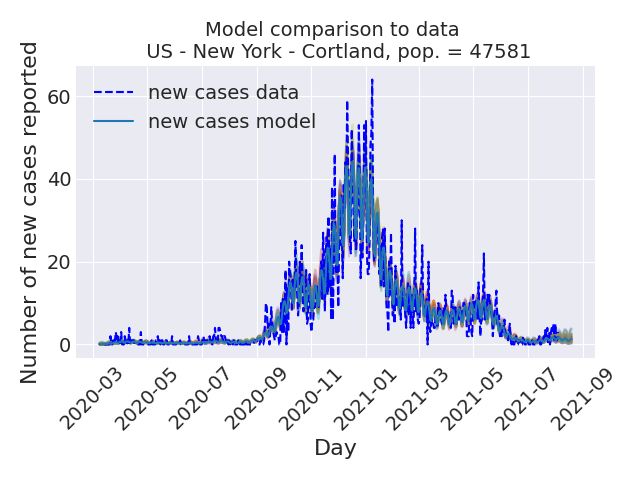 Model comparison to data
US - New York - Cortland, pop. = 47581
Number of new cases reported
60
40
20
0
new cases data
new cases model
2020-03
2020-05
2020-07
2020-09
2020-11
2021-01
2021-03
2021-05
2021-07
2021-09
Day